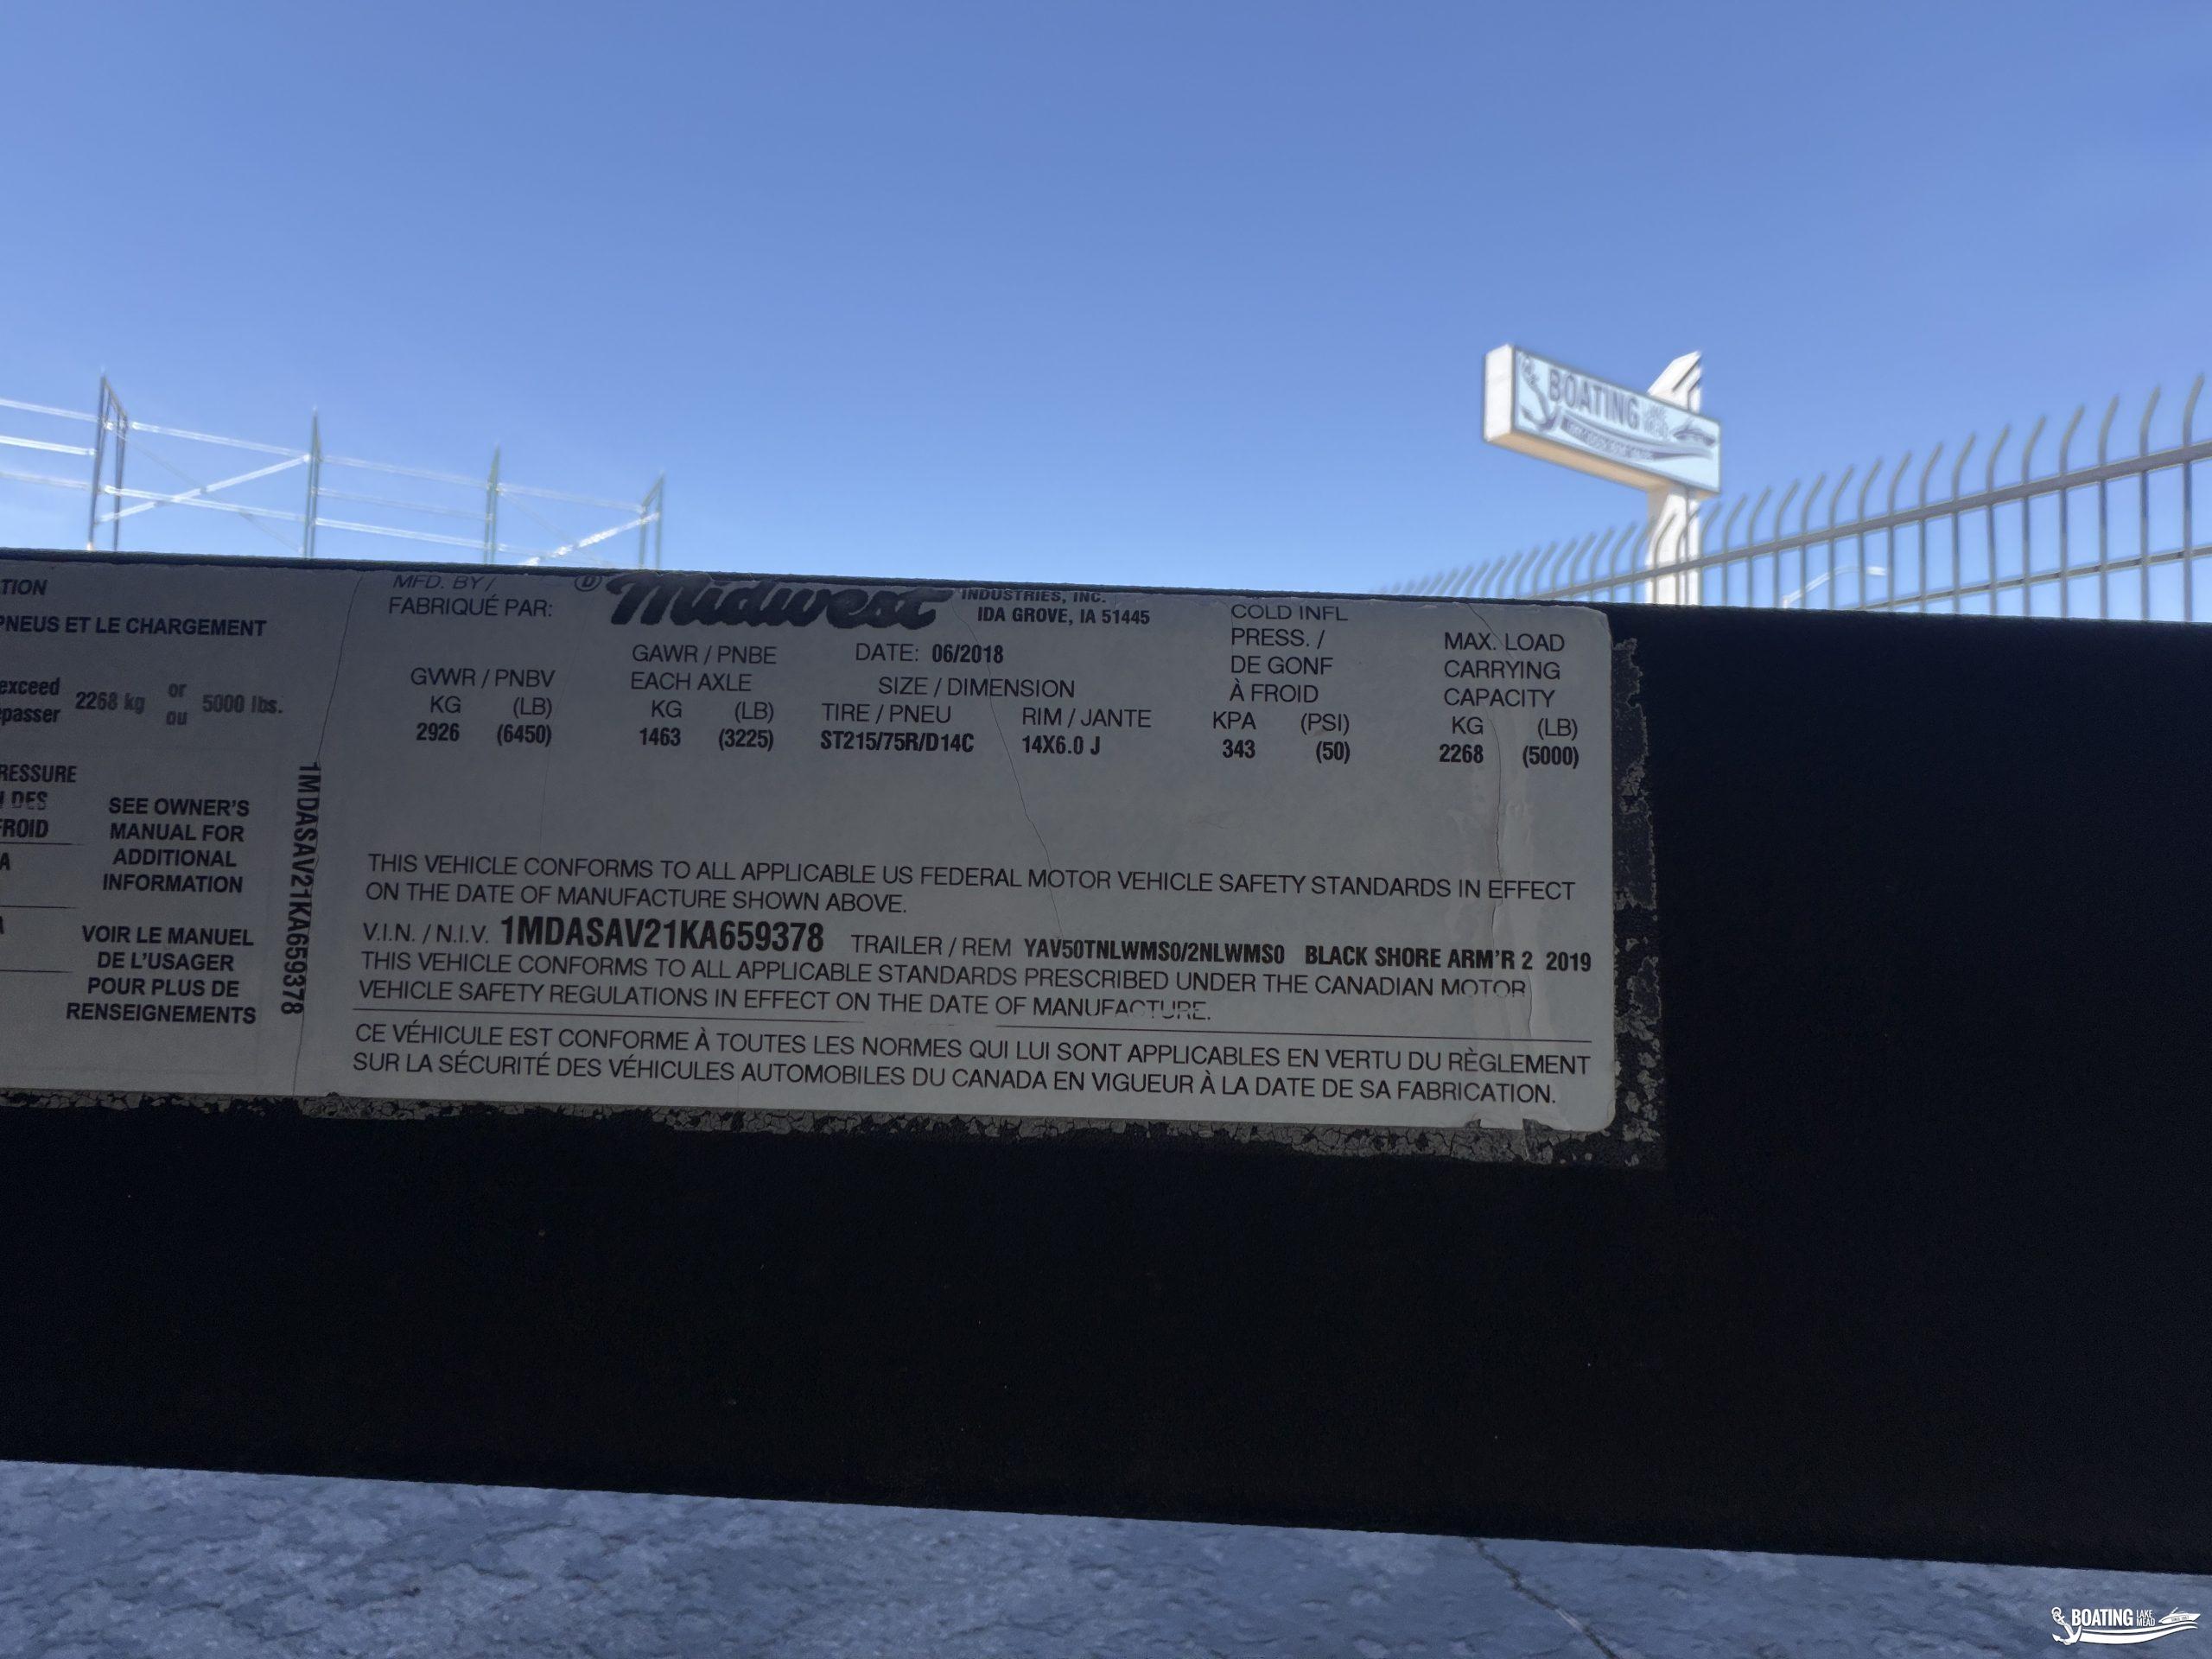 BOATING LAKE MEAD
TION
PNEUS ET LE CHARGEMENT
exceed 2268 kg or 5000 lbs.
passer ou
RESSURE
DES
FROID
A
SEE OWNER'S
MANUAL FOR
ADDITIONAL
INFORMATION
VOIR LE MANUEL
DE L'USAGER
POUR PLUS DE
RENSEIGNEMENTS
1MDASAV21KA659378
MFD. BY /
FABRIQUÉ PAR:
Midwest
INDUSTRIES, INC.
IDA GROVE, IA 51445
GVWR / PNBV
KG (LB)
2926 (6450)
GAWR / PNBE
EACH AXLE
KG (LB)
1463 (3225)
DATE: 06/2018
SIZE / DIMENSION
TIRE / PNEU RIM / JANTE
ST215/75R/D14C 14X6.0 J
COLD INFL
PRESS. /
DE GONF
À FROID
KPA (PSI)
343 (50)
MAX. LOAD
CARRYING
CAPACITY
KG (LB)
2268 (5000)
THIS VEHICLE CONFORMS TO ALL APPLICABLE US FEDERAL MOTOR VEHICLE SAFETY STANDARDS IN EFFECT
ON THE DATE OF MANUFACTURE SHOWN ABOVE.
V.I.N. / N.I.V. 1MDASAV21KA659378 TRAILER / REM YAV50TNLWMS0/2NLWMS0 BLACK SHORE ARM'R 2 2019
THIS VEHICLE CONFORMS TO ALL APPLICABLE STANDARDS PRESCRIBED UNDER THE CANADIAN MOTOR
VEHICLE SAFETY REGULATIONS IN EFFECT ON THE DATE OF MANUFACTURE.
CE VÉHICULE EST CONFORME À TOUTES LES NORMES QUI LUI SONT APPLICABLES EN VERTU DU RÈGLEMENT
SUR LA SÉCURITÉ DES VÉHICULES AUTOMOBILES DU CANADA EN VIGUEUR À LA DATE DE SA FABRICATION.
BOATING LAKE MEAD